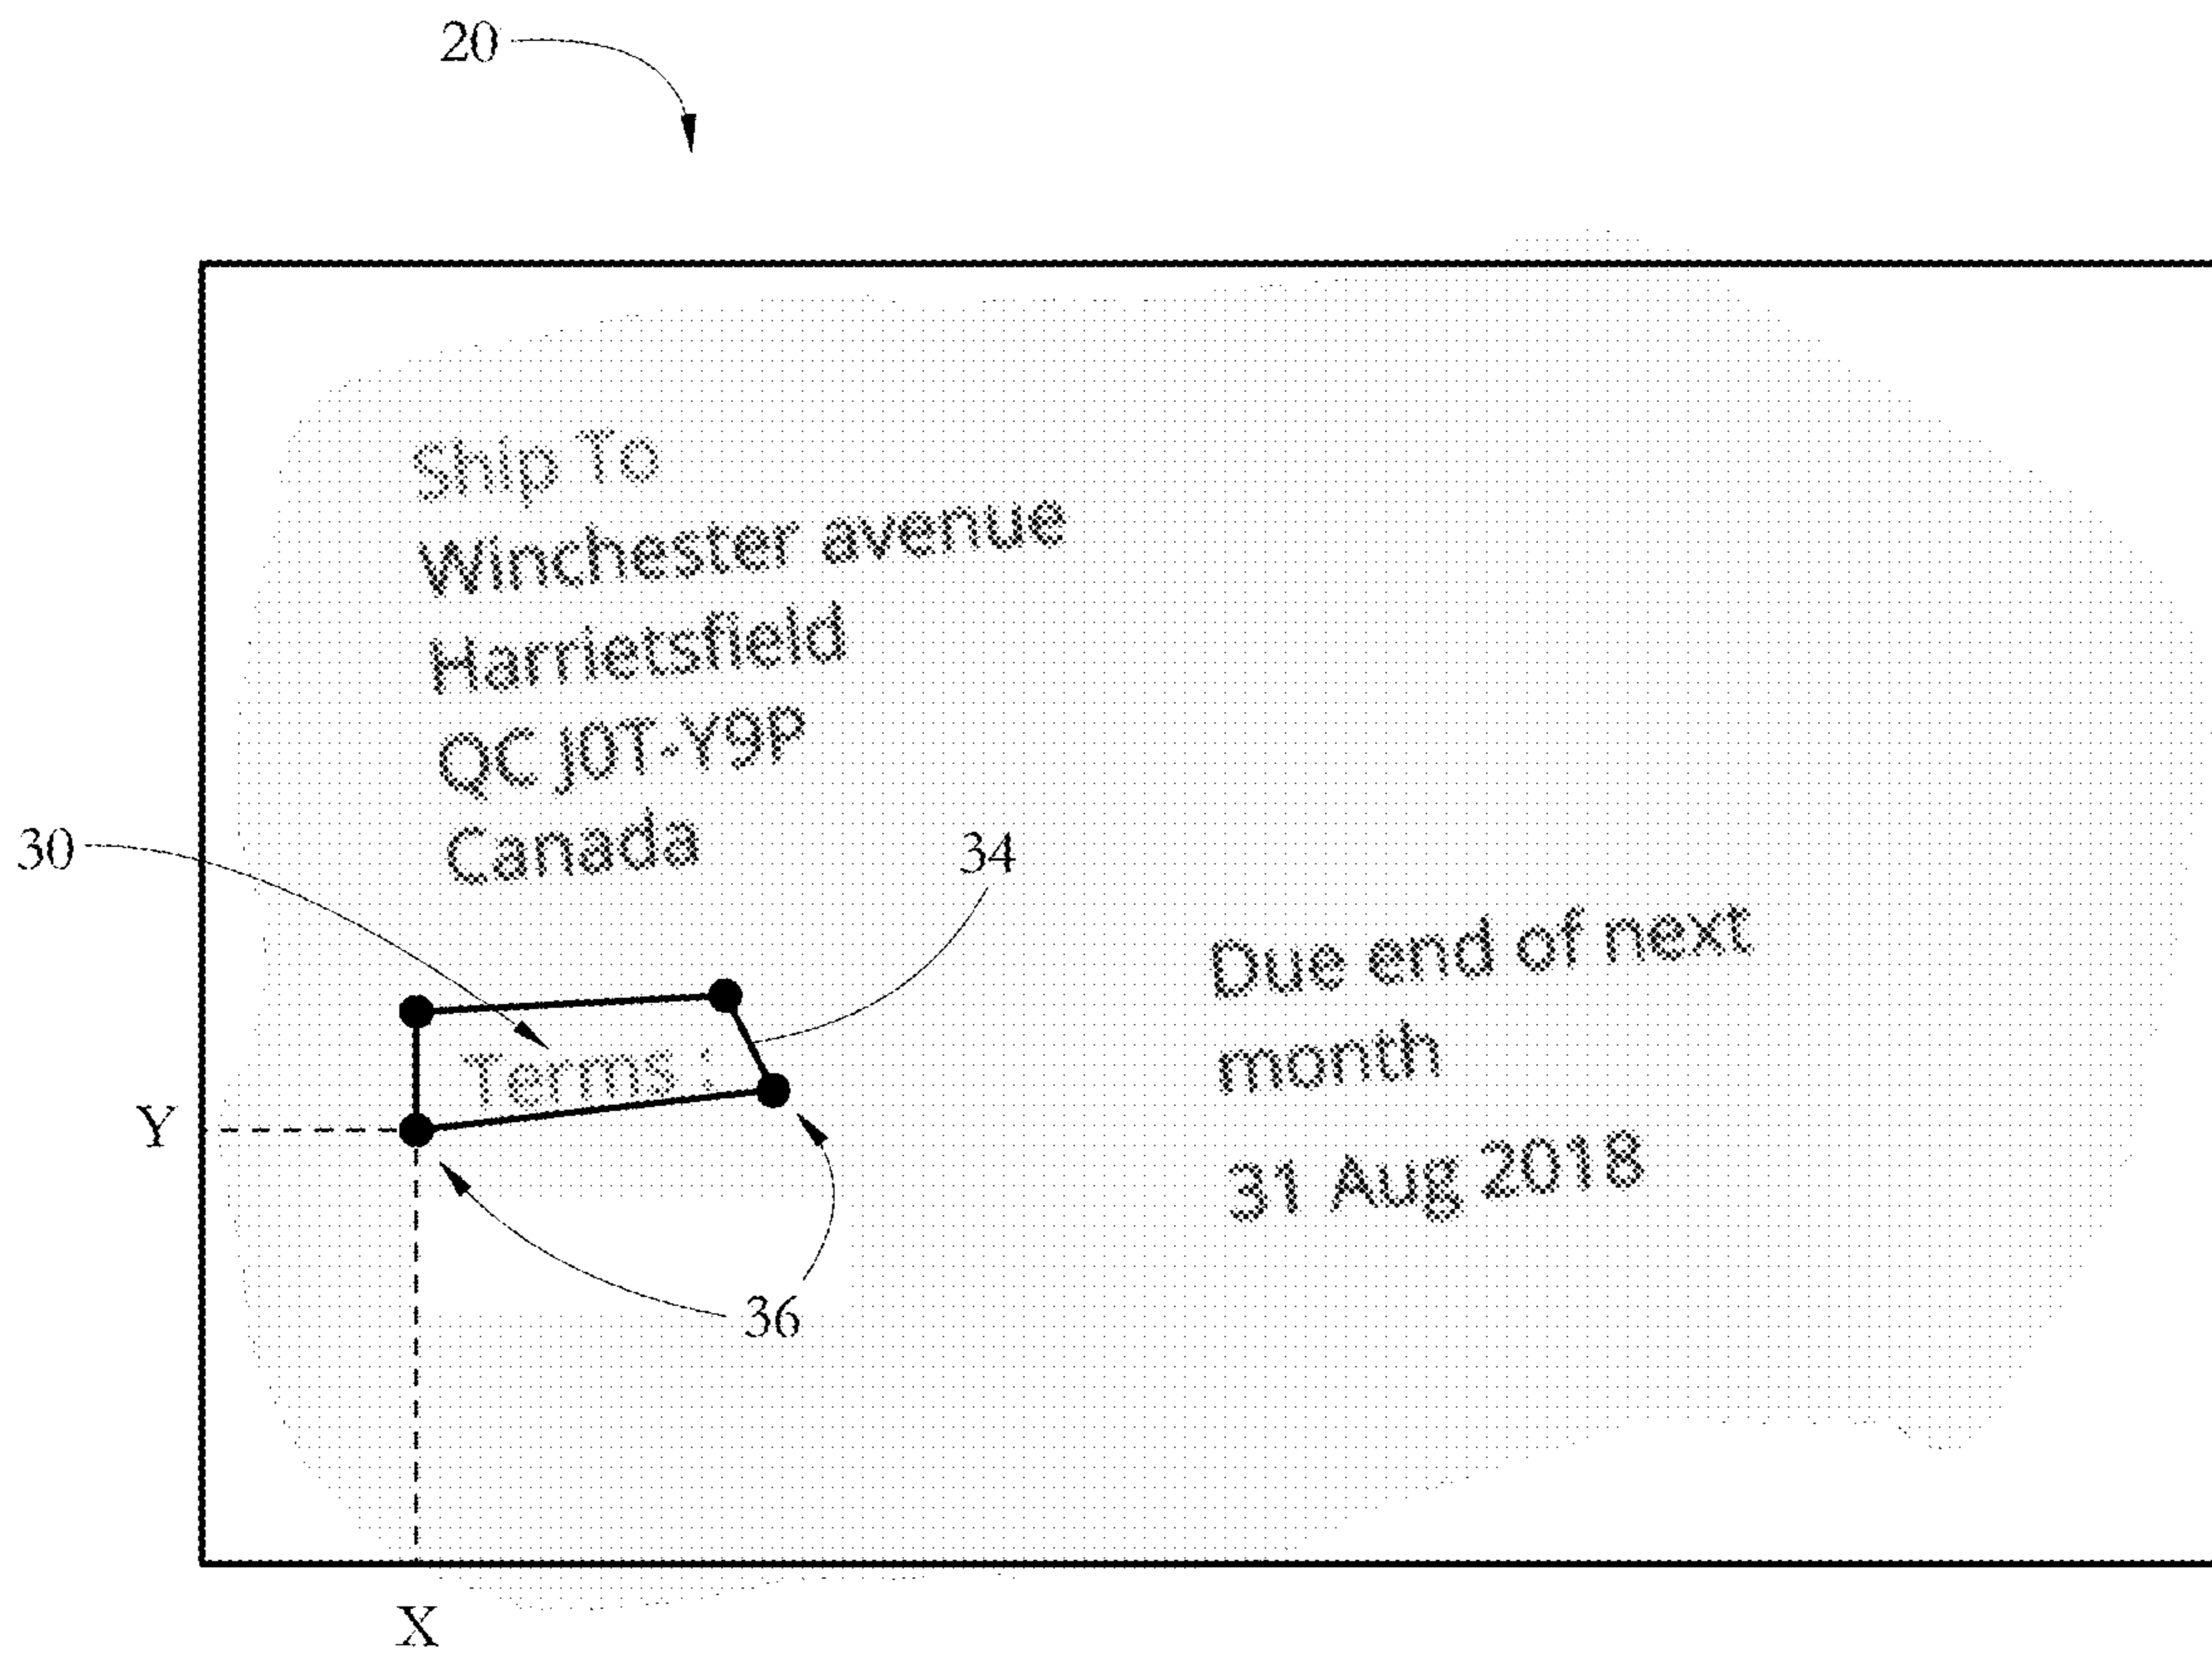 20
Ship To
Winchester avenue
Harrietsfield
QC J0T-Y9P
Canada
30
34
Due end of next
month
31 Aug 2018
Terms :
Y
36
X